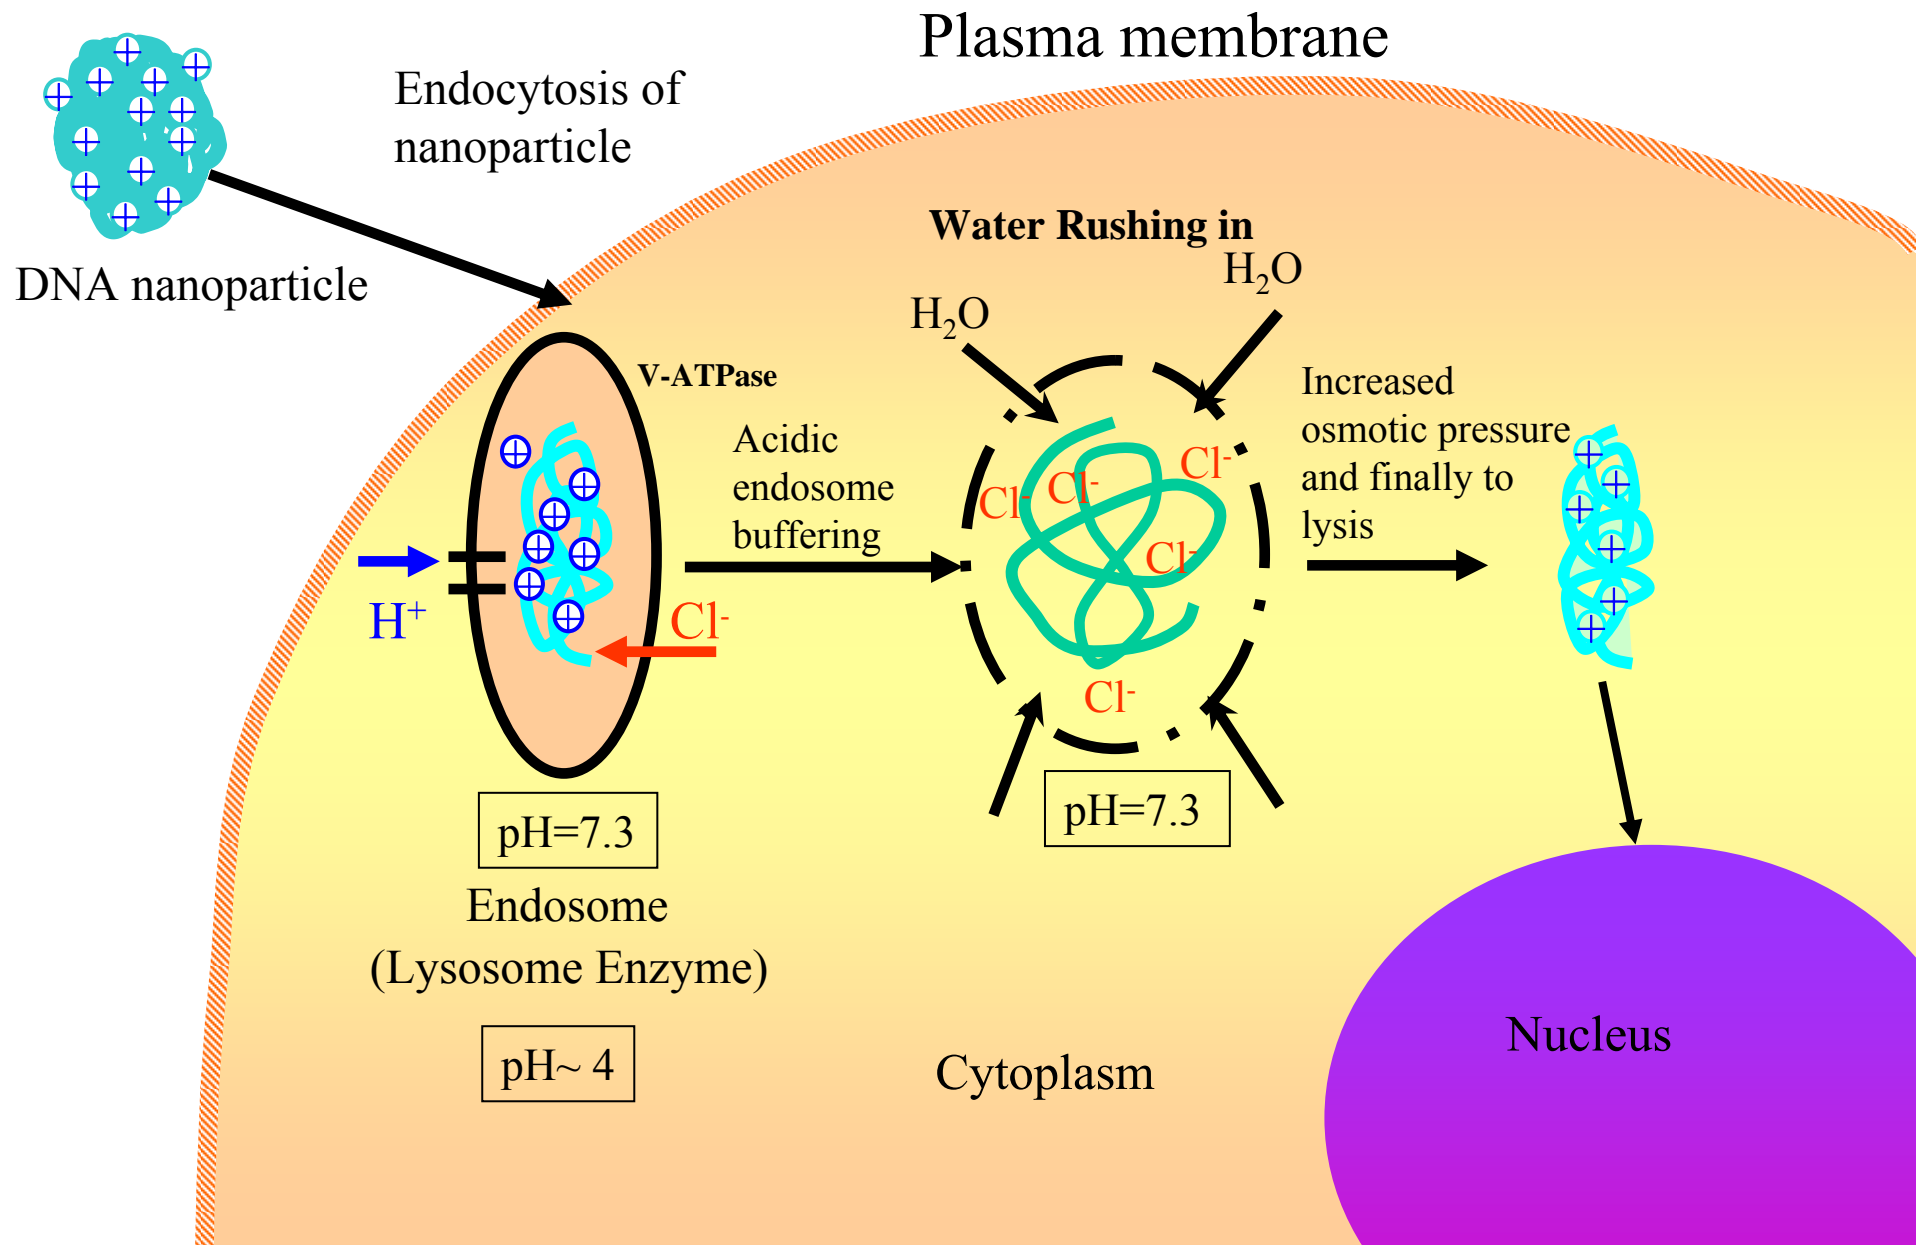 Plasma membrane
Endocytosis of
nanoparticle
DNA nanoparticle
Water Rushing in
H₂O
H₂O
V-ATPase
Acidic
endosome
buffering
Increased
osmotic pressure
and finally to
lysis
H⁺
Cl⁻
Cl⁻
Cl⁻
Cl⁻
Cl⁻
Cl⁻
pH=7.3
pH=7.3
Endosome
(Lysosome Enzyme)
pH~ 4
Cytoplasm
Nucleus